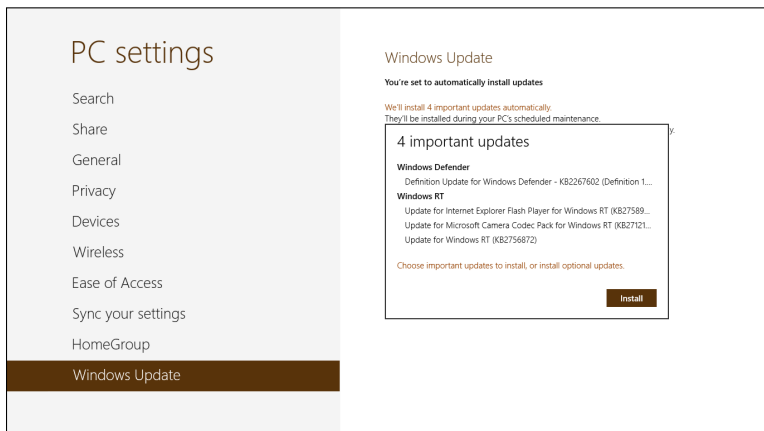 PC settings
Search
Share
General
Privacy
Devices
Wireless
Ease of Access
Sync your settings
HomeGroup
Windows Update
Windows Update
You're set to automatically install updates
We'll install 4 important updates automatically.
They'll be installed during your PC's scheduled maintenance.
y.
4 important updates
Windows Defender
Definition Update for Windows Defender - KB2267602 (Definition 1....
Windows RT
Update for Internet Explorer Flash Player for Windows RT (KB27589...
Update for Microsoft Camera Codec Pack for Windows RT (KB27121...
Update for Windows RT (KB2756872)
Choose important updates to install, or install optional updates.
Install